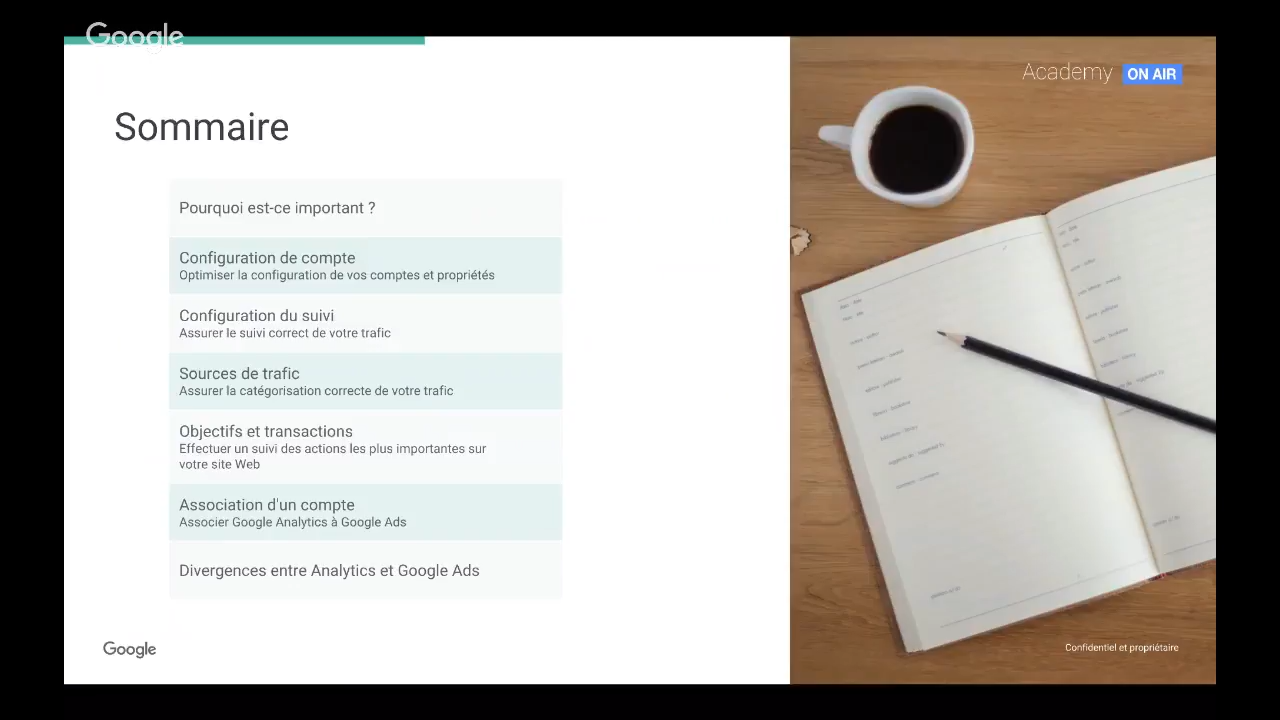 Google
Academy ON AIR
Sommaire
Pourquoi est-ce important ?
Configuration de compte
Optimiser la configuration de vos comptes et propriétés
Configuration du suivi
Assurer le suivi correct de votre trafic
Sources de trafic
Assurer la catégorisation correcte de votre trafic
Objectifs et transactions
Effectuer un suivi des actions les plus importantes sur
votre site Web
Association d'un compte
Associer Google Analytics à Google Ads
Divergences entre Analytics et Google Ads
Google
Confidentiel et propriétaire